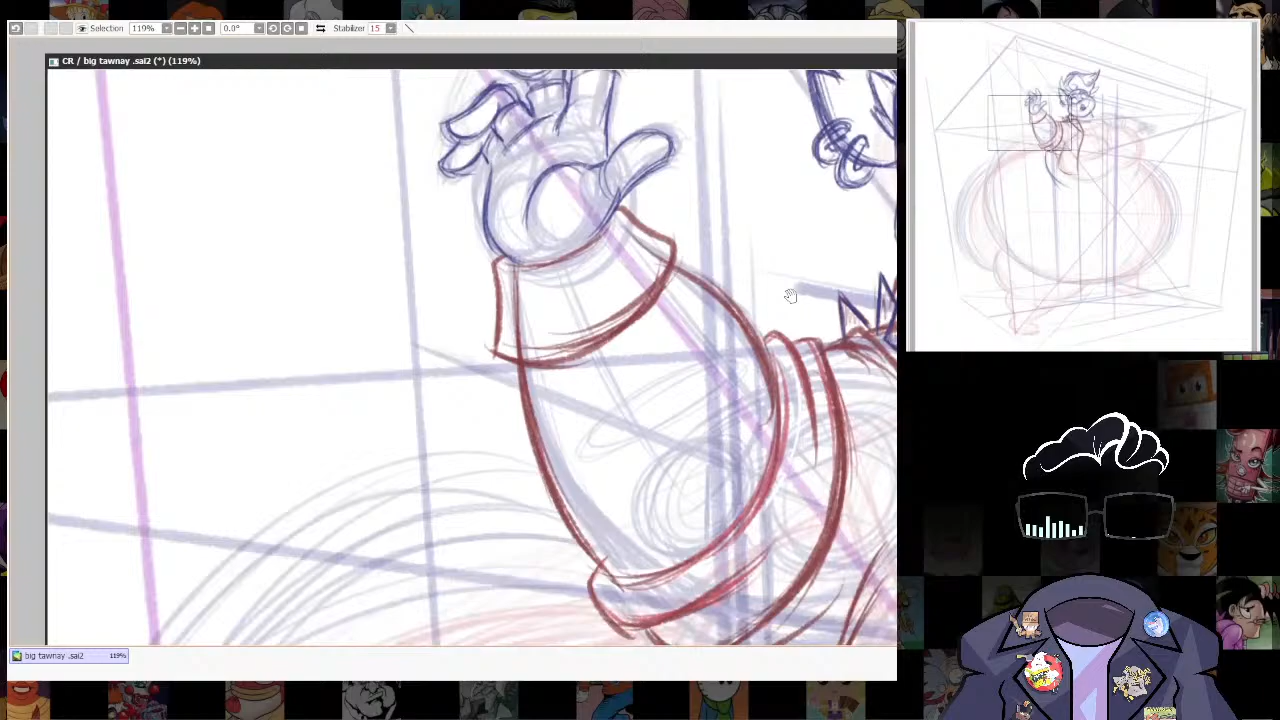 Selection 119% 0.0° Stabilizer 15
CR / big tawnay .sai2 (*) (119%)
big tawnay .sai2 119%